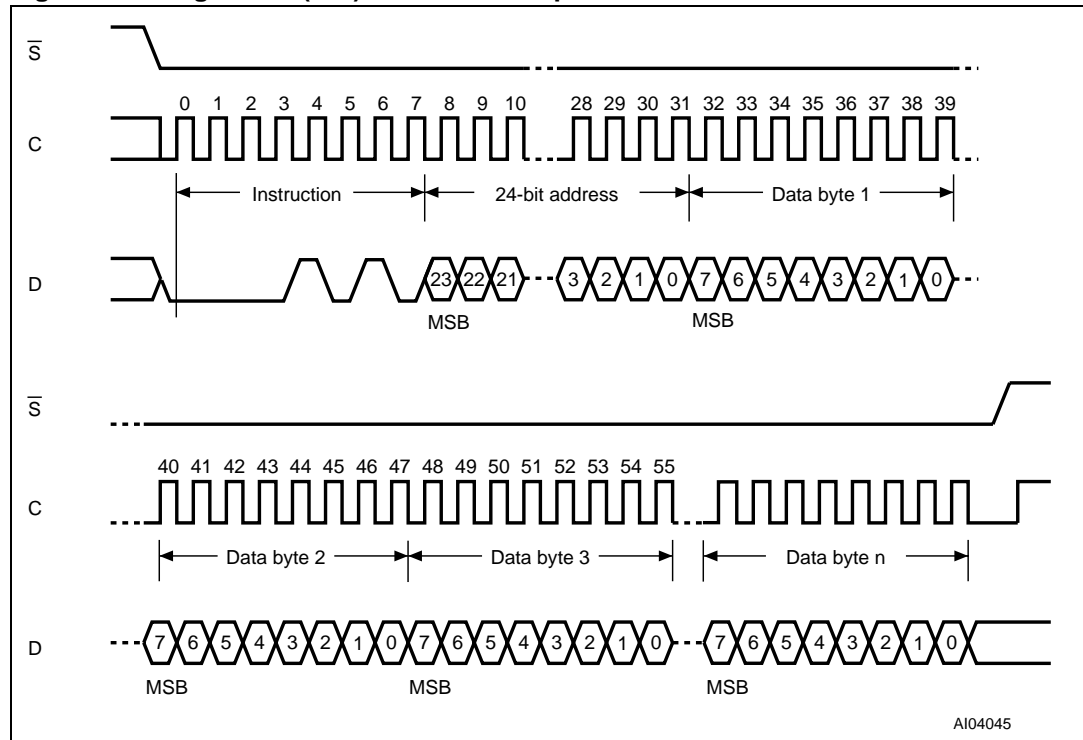 S
0 1 2 3 4 5 6 7 8 9 10 28 29 30 31 32 33 34 35 36 37 38 39
C
Instruction 24-bit address Data byte 1
D 23 22 21 3 2 1 0 7 6 5 4 3 2 1 0
MSB MSB
S
40 41 42 43 44 45 46 47 48 49 50 51 52 53 54 55
C
Data byte 2 Data byte 3 Data byte n
D 7 6 5 4 3 2 1 0 7 6 5 4 3 2 1 0 7 6 5 4 3 2 1 0
MSB MSB MSB
AI04045